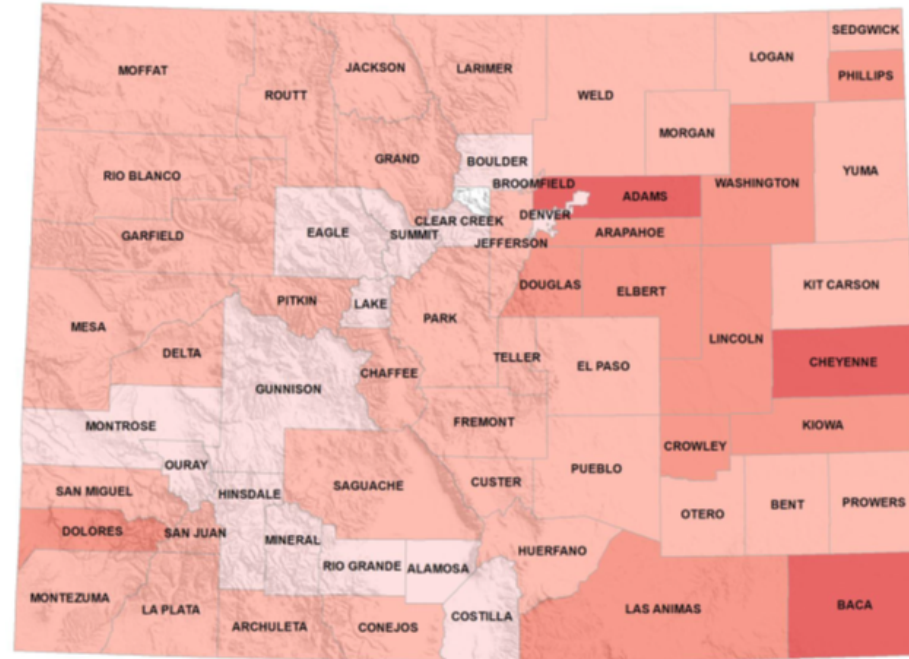 SEDGWICK
LOGAN
JACKSON
LARIMER
MOFFAT
PHILLIPS
ROUTT
WELD
MORGAN
GRAND
BOULDER
YUMA
RIO BLANCO
BROOMFIELD
WASHINGTON
ADAMS
DENVER
CLEAR CREEK
EAGLE
SUMMIT
GARFIELD
ARAPAHOE
JEFFERSON
DOUGLAS
KIT CARSON
ELBERT
PITKIN
LAKE
PARK
MESA
LINCOLN
DELTA
TELLER
EL PASO
CHEYENNE
CHAFFEE
GUNNISON
FREMONT
KIOWA
MONTROSE
CROWLEY
OURAY
PUEBLO
CUSTER
SAGUACHE
SAN MIGUEL
HINSDALE
PROWERS
BENT
OTERO
DOLORES
SAN JUAN
MINERAL
HUERFANO
RIO GRANDE
ALAMOSA
MONTEZUMA
BACA
LA PLATA
LAS ANIMAS
COSTILLA
ARCHULETA
CONEJOS